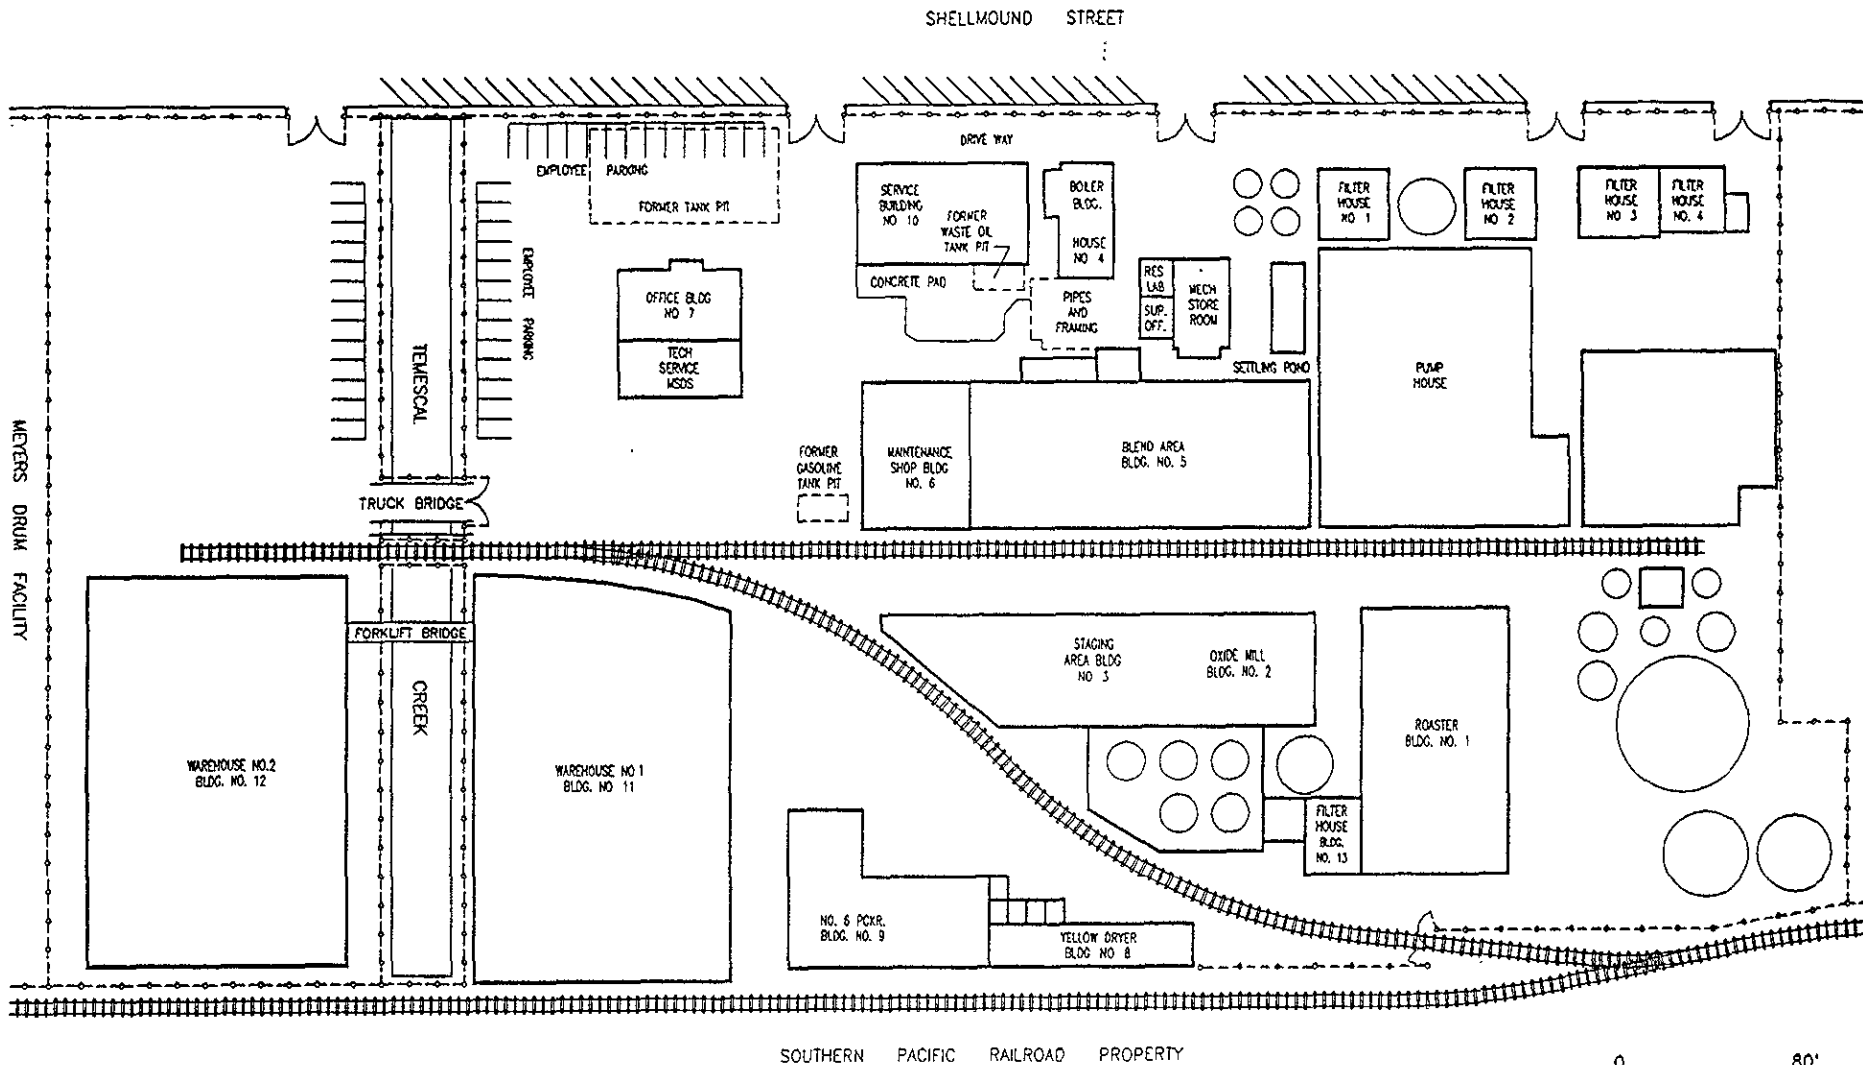 SHELLMOUND STREET
DRIVE WAY
EMPLOYEE PARKING
FORMER TANK PIT
SERVICE
BUILDING
NO 10
FORMER
WASTE OIL
TANK PIT
BOILER
BLDG.
HOUSE
NO 4
FILTER
HOUSE
NO 1
FILTER
HOUSE
NO 2
FILTER
HOUSE
NO 3
FILTER
HOUSE
NO. 4
EMPLOYEE PARKING
OFFICE BLDG
NO 7
TECH
SERVICE
MSDS
CONCRETE PAD
PIPES
AND
FRAMING
RES
LAB
SUP.
OFF.
MECH
STORE
ROOM
SETTLING POND
PUMP
HOUSE
TEMESCAL
MEYERS DRUM FACILITY
FORMER
GASOLINE
TANK PIT
MAINTENANCE
SHOP BLDG
NO. 6
BLEND AREA
BLDG. NO. 5
TRUCK BRIDGE
FORKLIFT BRIDGE
CREEK
STAGING
AREA BLDG
NO 3
OXIDE MILL
BLDG. NO. 2
ROASTER
BLDG. NO. 1
WAREHOUSE NO.2
BLDG. NO. 12
WAREHOUSE NO 1
BLDG. NO 11
FILTER
HOUSE
BLDG.
NO. 13
NO. 6 PCKR.
BLDG. NO. 9
YELLOW DRYER
BLDG NO 8
SOUTHERN PACIFIC RAILROAD PROPERTY
0 80'